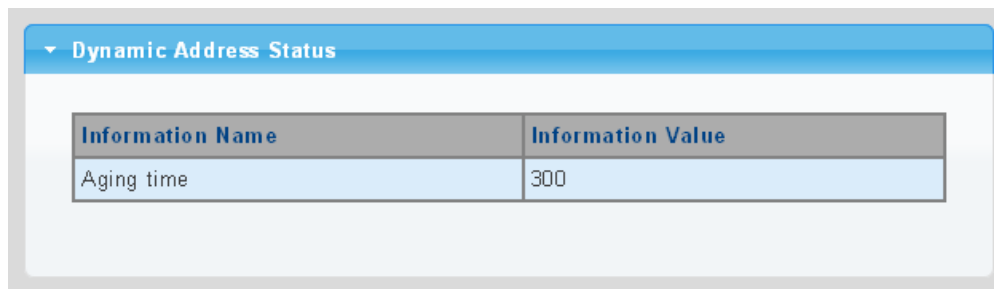 Dynamic Address Status
Information Name Information Value
Aging time 300